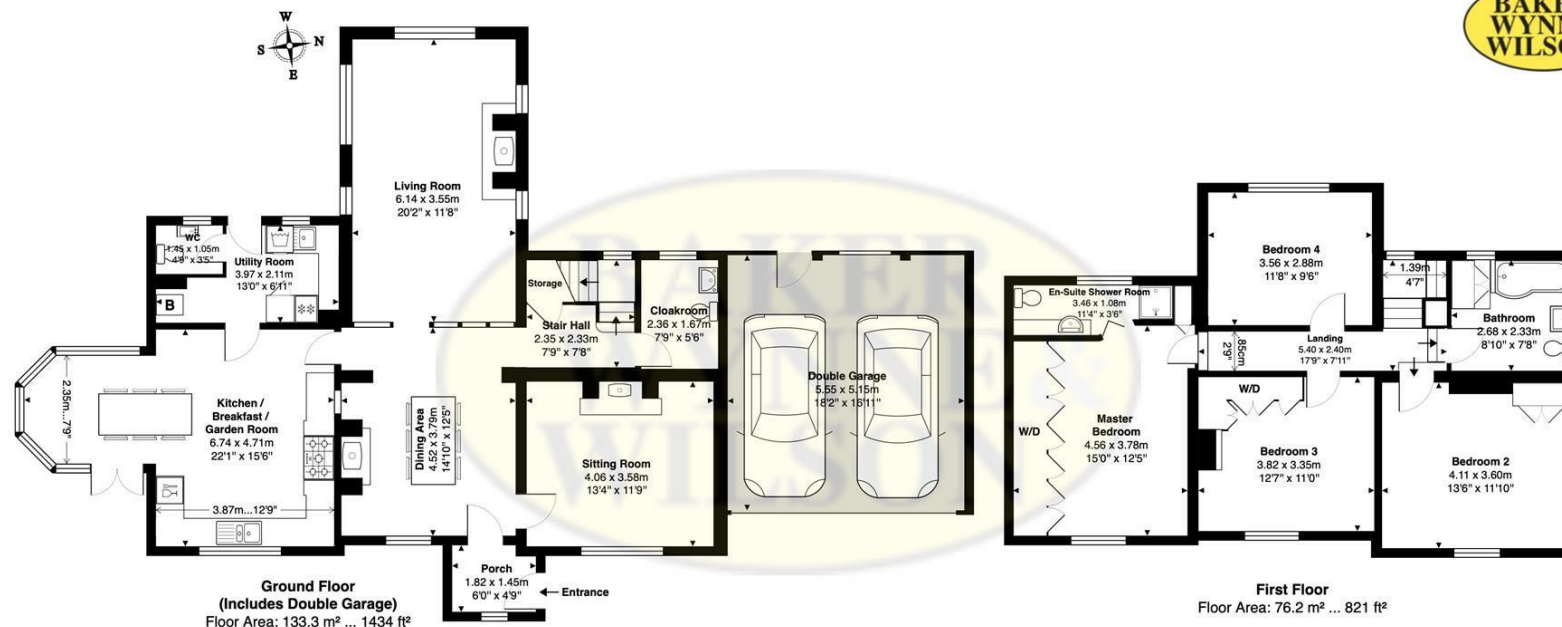 BAKER
WYNNE
WILSON
W
S
N
E
Living Room
6.14 x 3.55m
20'2" x 11'8"
WC
1.45 x 1.05m
4'9" x 3'5"
Utility Room
3.97 x 2.11m
13'0" x 6'11"
B
Storage
Stair Hall
2.35 x 2.33m
7'9" x 7'8"
Cloakroom
2.36 x 1.67m
7'9" x 5'6"
2.35m...7'9"
Kitchen /
Breakfast /
Garden Room
6.74 x 4.71m
22'1" x 15'6"
3.87m...12'9"
Dining Area
4.52 x 3.79m
14'10" x 12'5"
Sitting Room
4.06 x 3.58m
13'4" x 11'9"
Double Garage
5.55 x 5.15m
18'2" x 16'11"
Porch
1.82 x 1.45m
6'0" x 4'9"
Entrance
Ground Floor
(Includes Double Garage)
Floor Area: 133.3 m² ... 1434 ft²
BAKER
WYNNE &
WILSON
En-Suite Shower Room
3.46 x 1.08m
11'4" x 3'6"
Bedroom 4
3.56 x 2.88m
11'8" x 9'6"
1.39m
4'7"
Bathroom
2.68 x 2.33m
8'10" x 7'8"
.85cm
2'9"
Landing
5.40 x 2.40m
17'9" x 7'11"
W/D
Master
Bedroom
4.56 x 3.78m
15'0" x 12'5"
W/D
Bedroom 3
3.82 x 3.35m
12'7" x 11'0"
Bedroom 2
4.11 x 3.60m
13'6" x 11'10"
First Floor
Floor Area: 76.2 m² ... 821 ft²